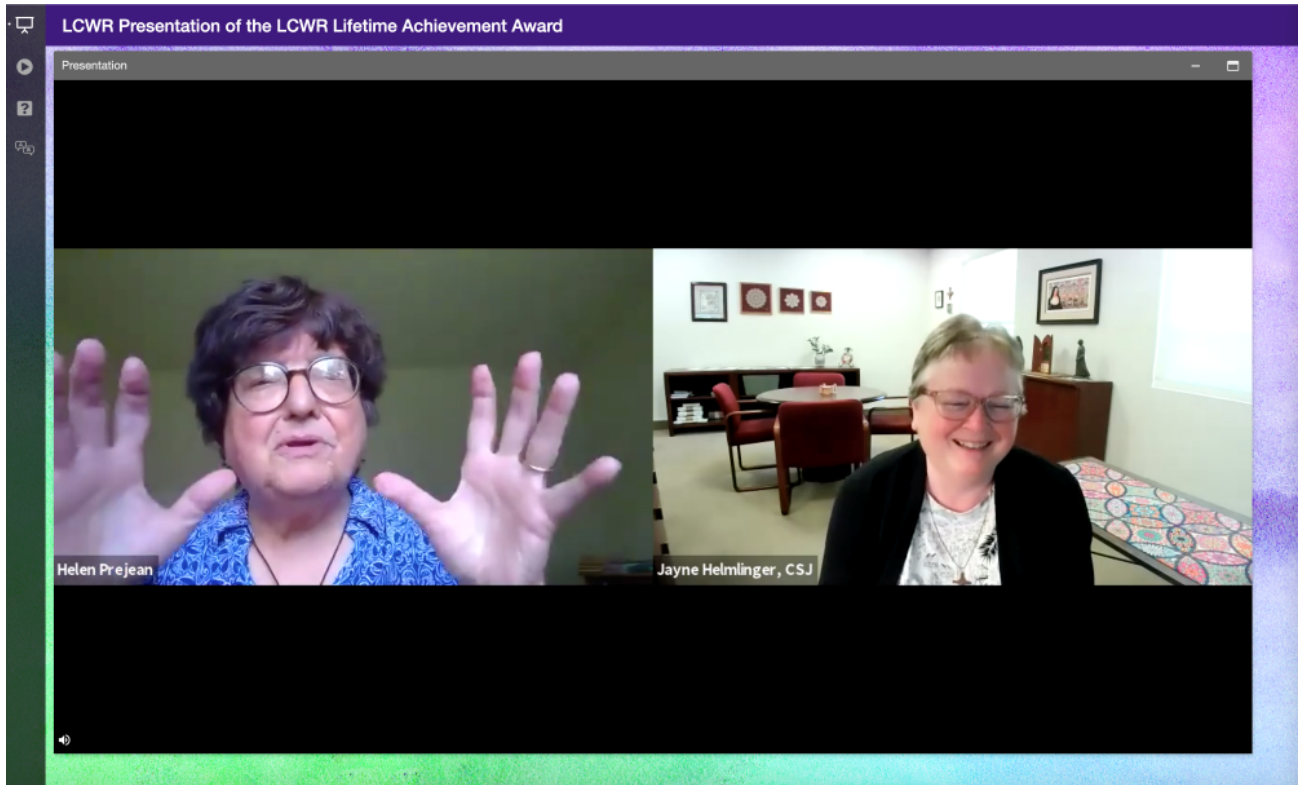 LCWR Presentation of the LCWR Lifetime Achievement Award
Presentation
Helen Prejean
Jayne Helmlinger, CSJ